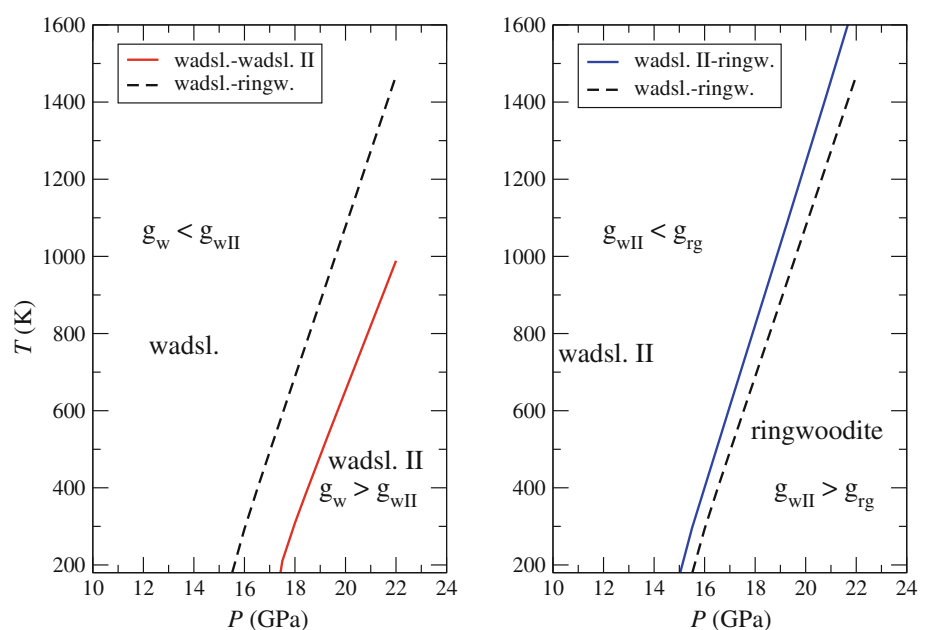 1600
1400
1200
1000
800
600
400
200
T (K)
wadsl.-wadsl. II
wadsl.-ringw.
g_w < g_wII
wadsl.
wadsl. II
g_w > g_wII
10 12 14 16 18 20 22 24
P (GPa)
1600
1400
1200
1000
800
600
400
200
wadsl. II-ringw.
wadsl.-ringw.
g_wII < g_rg
wadsl. II
ringwoodite
g_wII > g_rg
10 12 14 16 18 20 22 24
P (GPa)